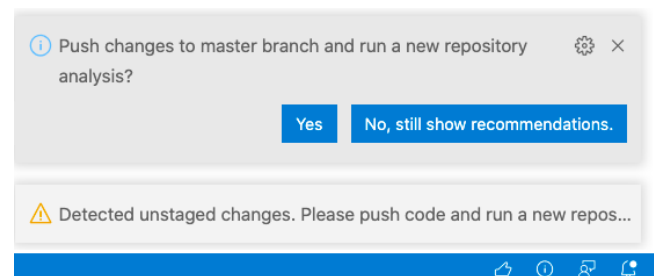 Push changes to master branch and run a new repository
analysis?
Yes
No, still show recommendations.
Detected unstaged changes. Please push code and run a new repos...